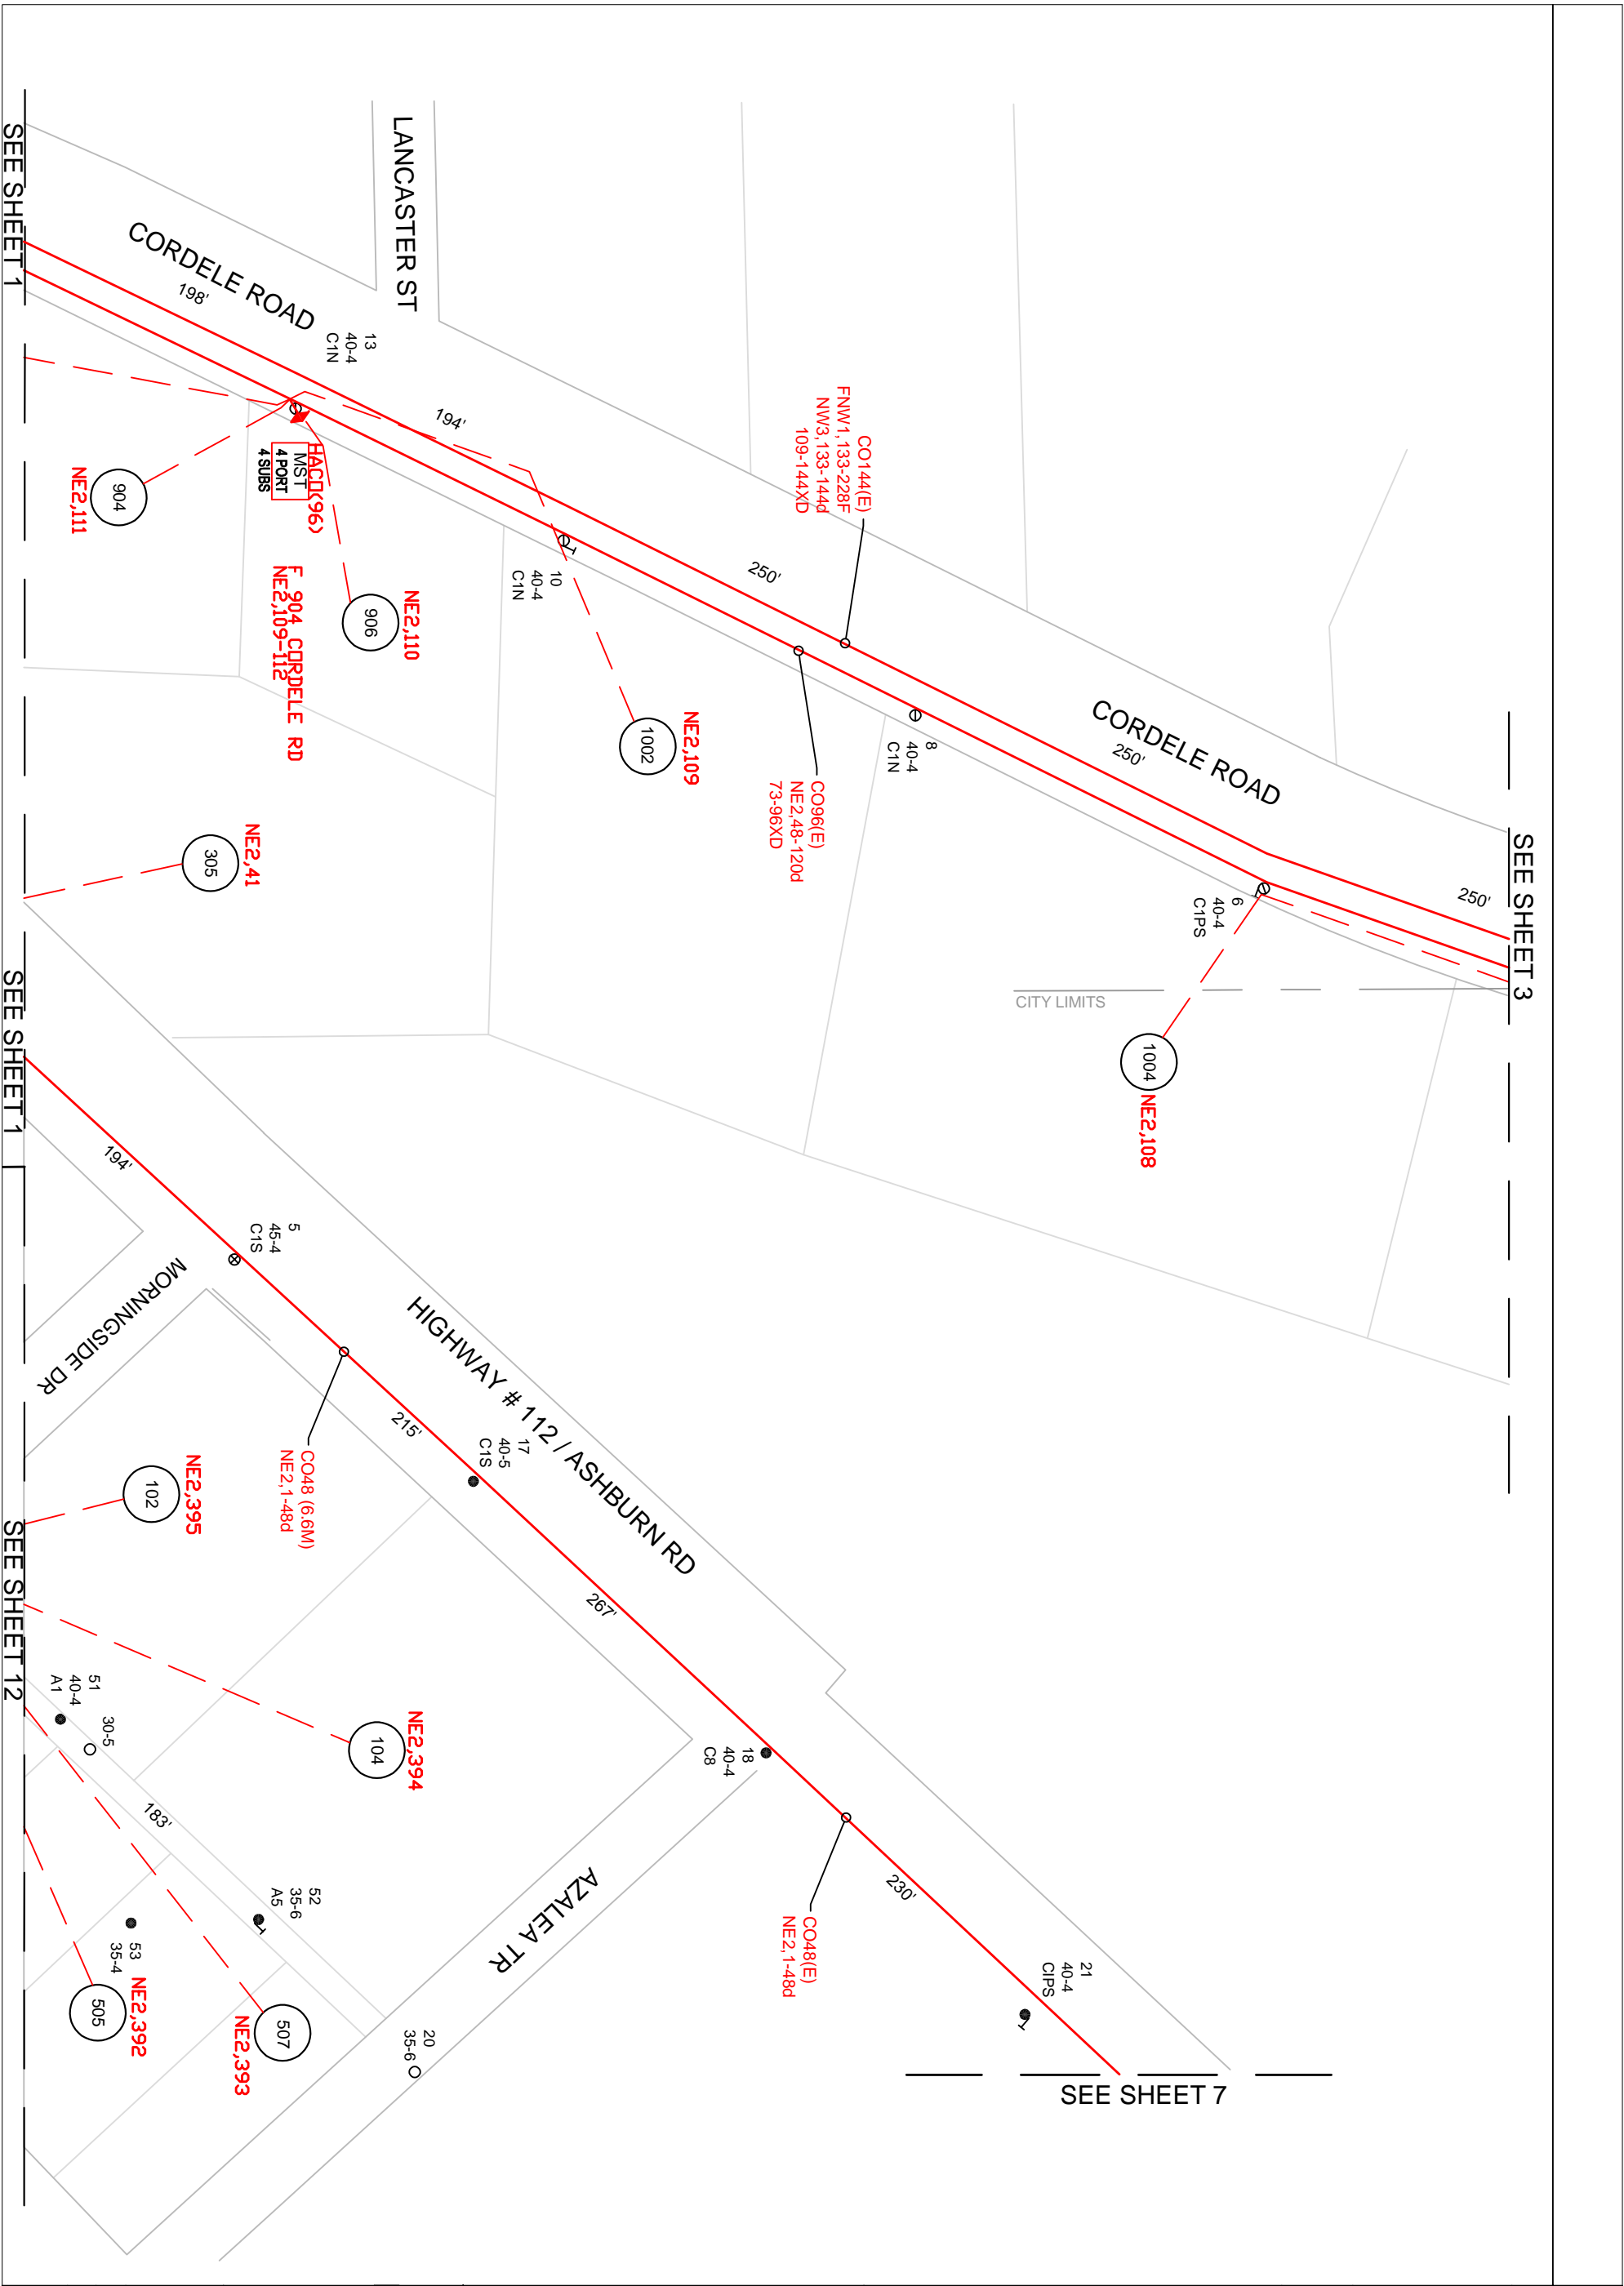 SEE SHEET 3
SEE SHEET 1
SEE SHEET 1
SEE SHEET 12
SEE SHEET 7
LANCASTER ST
CORDELE ROAD
198'
13
40-4
C1N
194'
HACO(96)
MST
4 PORT
4 SUBS
904
NE2,111
F 904 CORDELE RD
NE2,109-112
906
NE2,110
10
40-4
C1N
250'
CO144(E)
FNW1,133-228F
NW3,133-144d
109-144XD
1002
NE2,109
8
40-4
C1N
CO96(E)
NE2,48-120d
73-96XD
CORDELE ROAD
250'
250'
6
40-4
C1PS
CITY LIMITS
1004
NE2,108
305
NE2,41
194'
5
45-4
C1S
MORNINGSIDE DR
HIGHWAY # 112 / ASHBURN RD
CO48 (6.6M)
NE2,1-48d
215'
17
40-5
C1S
267'
102
NE2,395
104
NE2,394
51
40-4
A1
30-5
183'
52
35-6
A5
53
35-4
NE2,392
505
507
NE2,393
18
40-4
C8
AZALEA TR
20
35-6
CO48(E)
NE2,1-48d
230'
21
40-4
CIPS